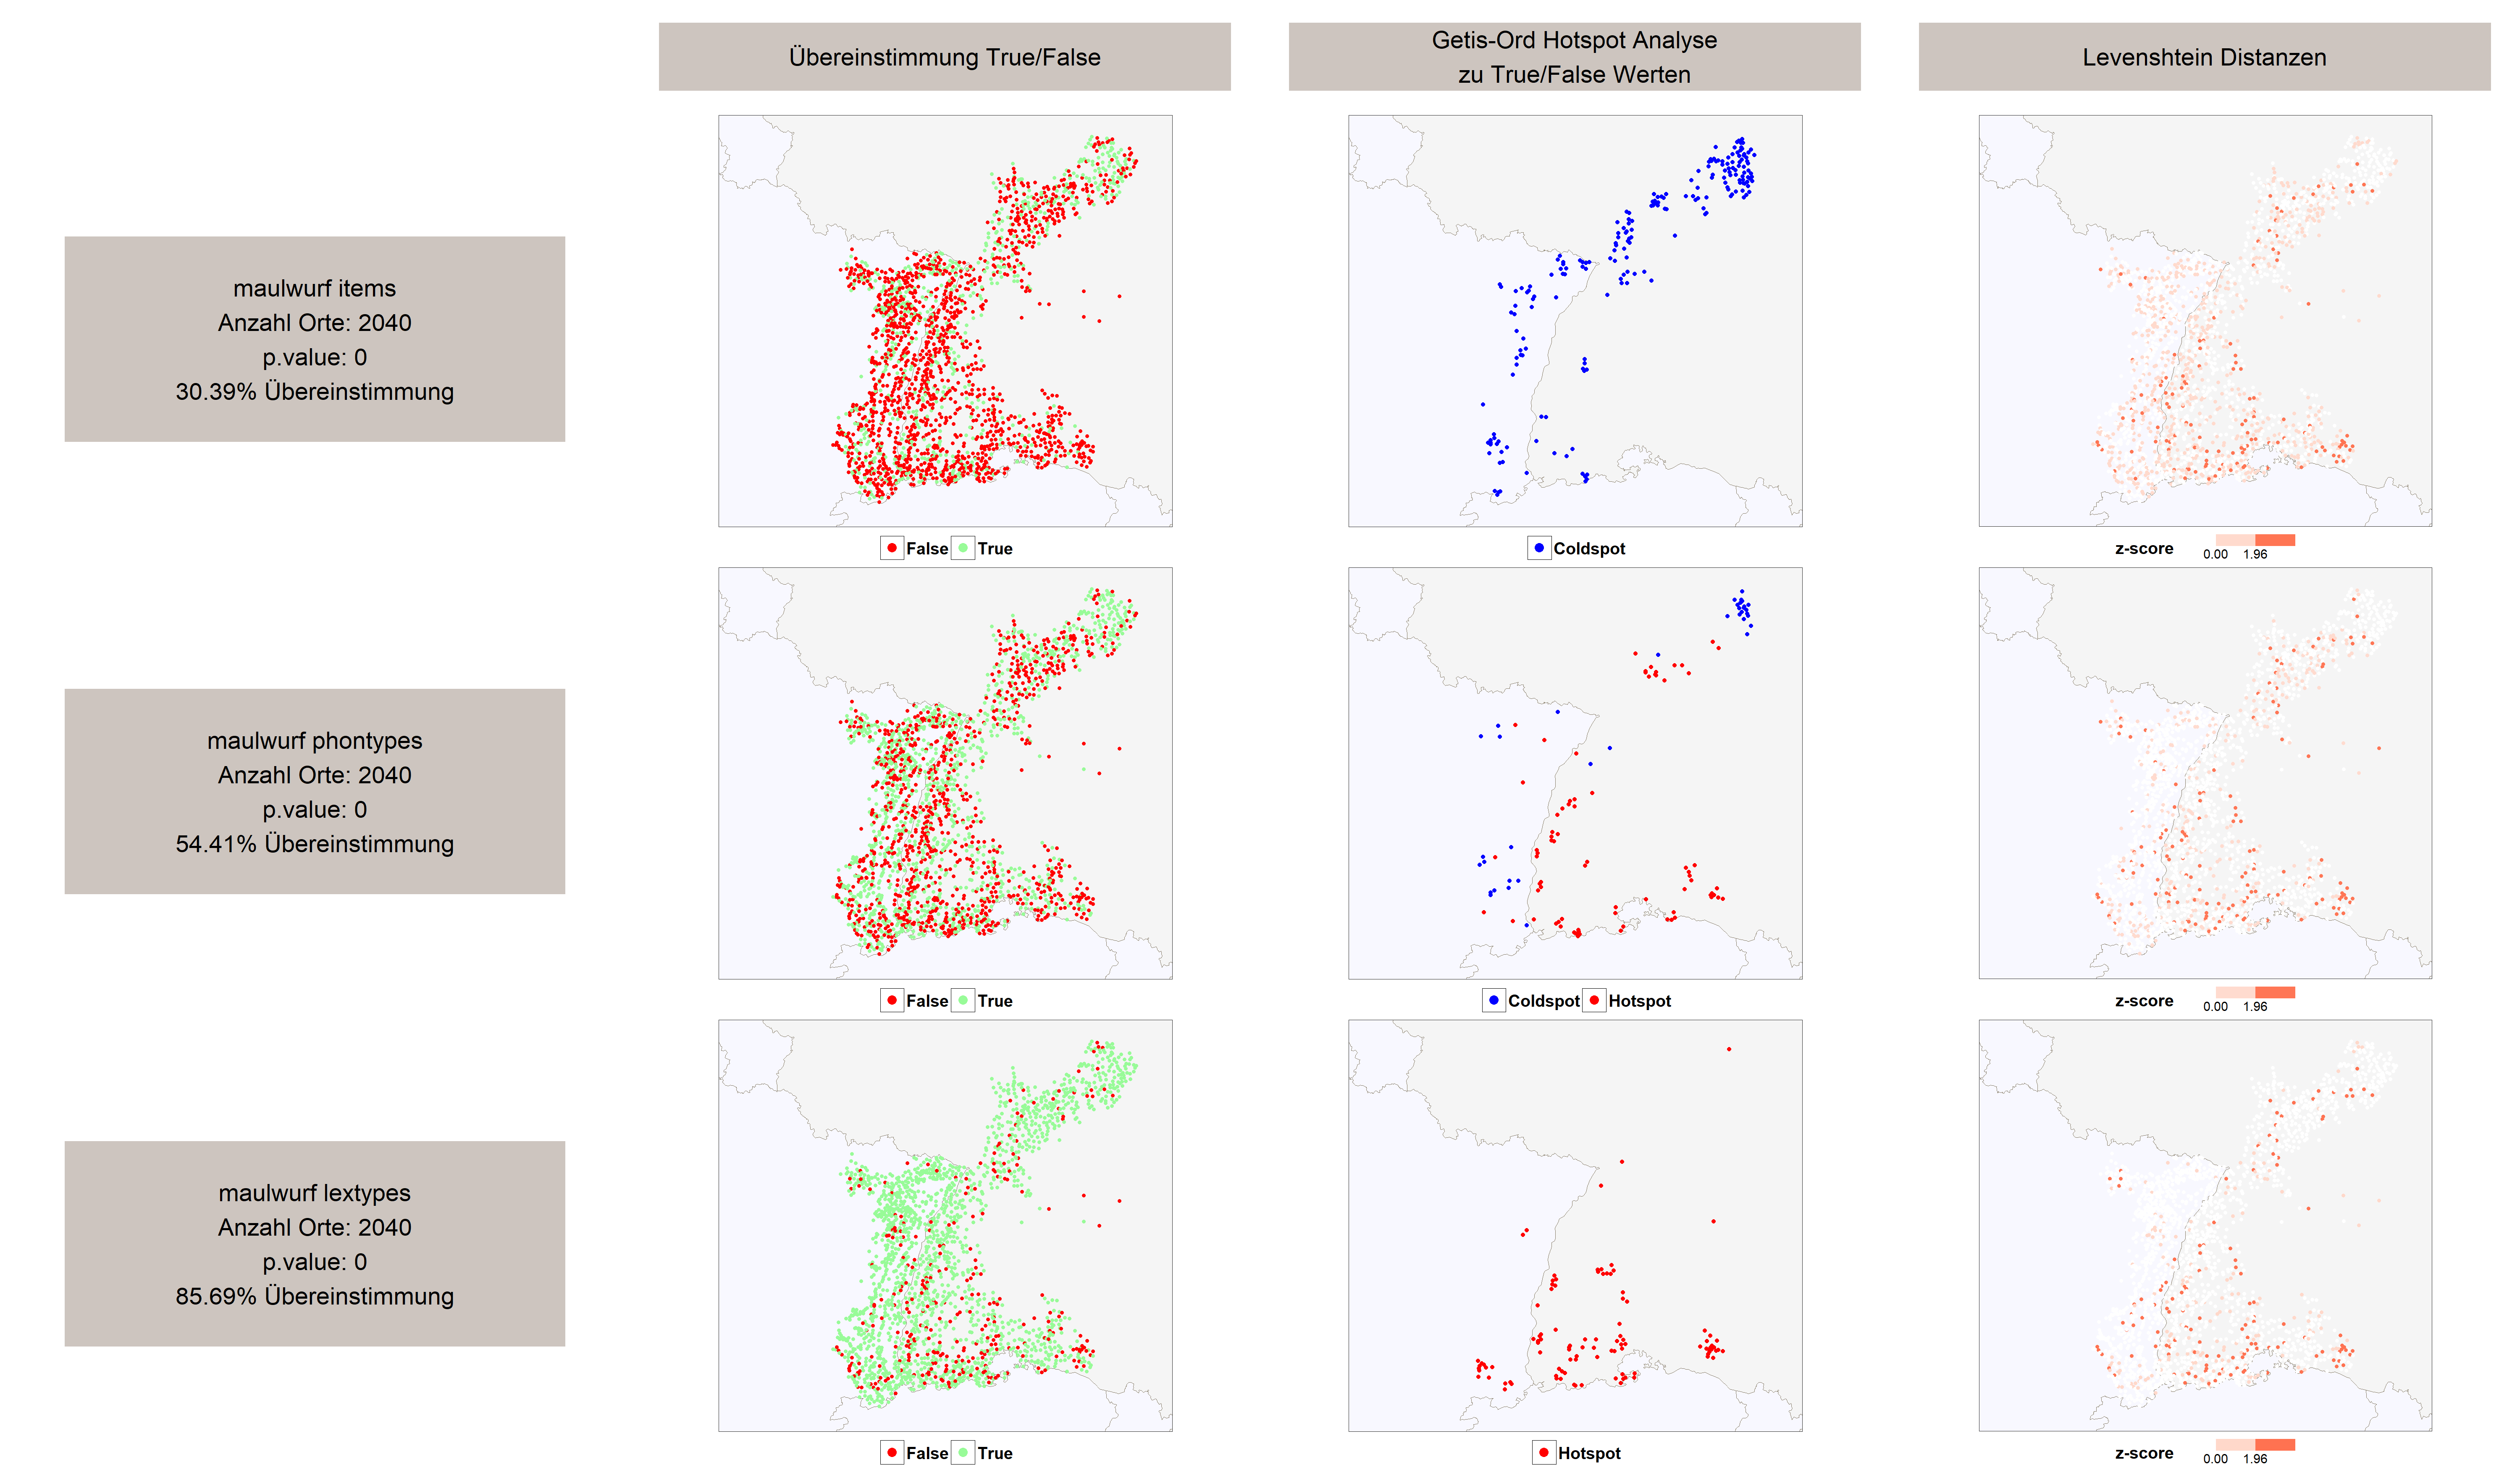 Übereinstimmung True/False
Getis-Ord Hotspot Analyse
zu True/False Werten
Levenshtein Distanzen
maulwurf items
Anzahl Orte: 2040
p.value: 0
30.39% Übereinstimmung
False True
Coldspot
z-score
0.00 1.96
maulwurf phontypes
Anzahl Orte: 2040
p.value: 0
54.41% Übereinstimmung
False True
Coldspot Hotspot
z-score
0.00 1.96
maulwurf lextypes
Anzahl Orte: 2040
p.value: 0
85.69% Übereinstimmung
False True
Hotspot
z-score
0.00 1.96